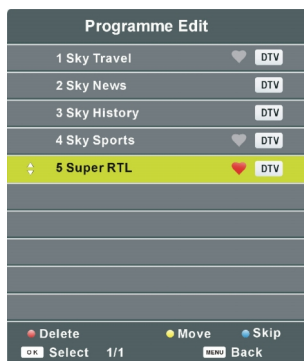 Programme Edit
1 Sky Travel DTV
2 Sky News DTV
3 Sky History DTV
4 Sky Sports DTV
5 Super RTL DTV
Delete Move Skip
OK Select 1/1 MENU Back